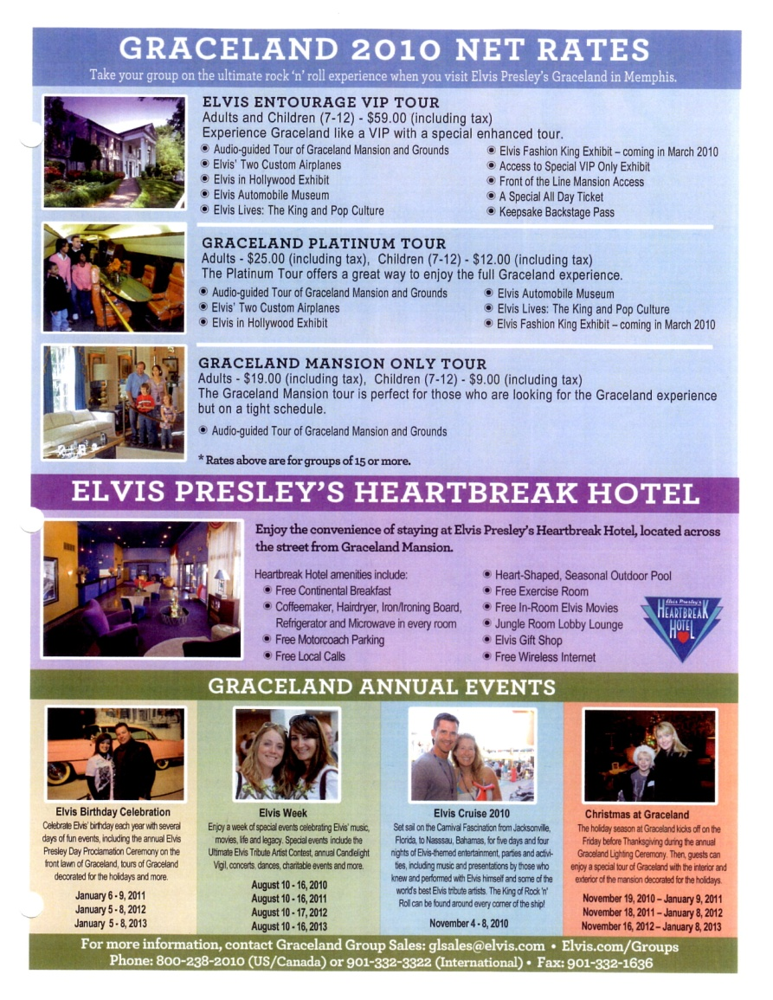 GRACELAND 2010 NET RATES
Take your group on the ultimate rock 'n' roll experience when you visit Elvis Presley's Graceland in Memphis.
ELVIS ENTOURAGE VIP TOUR
Adults and Children (7-12) - $59.00 (including tax)
Experience Graceland like a VIP with a special enhanced tour.
Audio-guided Tour of Graceland Mansion and Grounds
Elvis' Two Custom Airplanes
Elvis in Hollywood Exhibit
Elvis Automobile Museum
Elvis Lives: The King and Pop Culture
Elvis Fashion King Exhibit – coming in March 2010
Access to Special VIP Only Exhibit
Front of the Line Mansion Access
A Special All Day Ticket
Keepsake Backstage Pass
GRACELAND PLATINUM TOUR
Adults - $25.00 (including tax), Children (7-12) - $12.00 (including tax)
The Platinum Tour offers a great way to enjoy the full Graceland experience.
Audio-guided Tour of Graceland Mansion and Grounds
Elvis' Two Custom Airplanes
Elvis in Hollywood Exhibit
Elvis Automobile Museum
Elvis Lives: The King and Pop Culture
Elvis Fashion King Exhibit – coming in March 2010
GRACELAND MANSION ONLY TOUR
Adults - $19.00 (including tax), Children (7-12) - $9.00 (including tax)
The Graceland Mansion tour is perfect for those who are looking for the Graceland experience
but on a tight schedule.
Audio-guided Tour of Graceland Mansion and Grounds
* Rates above are for groups of 15 or more.
ELVIS PRESLEY'S HEARTBREAK HOTEL
Enjoy the convenience of staying at Elvis Presley's Heartbreak Hotel, located across
the street from Graceland Mansion.
Heartbreak Hotel amenities include:
Free Continental Breakfast
Coffeemaker, Hairdryer, Iron/Ironing Board,
Refrigerator and Microwave in every room
Free Motorcoach Parking
Free Local Calls
Heart-Shaped, Seasonal Outdoor Pool
Free Exercise Room
Free In-Room Elvis Movies
Jungle Room Lobby Lounge
Elvis Gift Shop
Free Wireless Internet
Elvis Presley's
HEARTBREAK
HOTEL
GRACELAND ANNUAL EVENTS
Elvis Birthday Celebration
Celebrate Elvis' birthday each year with several
days of fun events, including the annual Elvis
Presley Day Proclamation Ceremony on the
front lawn of Graceland, tours of Graceland
decorated for the holidays and more.
January 6 - 9, 2011
January 5 - 8, 2012
January 5 - 8, 2013
Elvis Week
Enjoy a week of special events celebrating Elvis' music,
movies, life and legacy. Special events include the
Ultimate Elvis Tribute Artist Contest, annual Candlelight
Vigil, concerts, dances, charitable events and more.
August 10 - 16, 2010
August 10 - 16, 2011
August 10 - 17, 2012
August 10 - 16, 2013
Elvis Cruise 2010
Set sail on the Carnival Fascination from Jacksonville,
Florida, to Nasssau, Bahamas, for five days and four
nights of Elvis-themed entertainment, parties and activi-
ties, including music and presentations by those who
knew and performed with Elvis himself and some of the
world's best Elvis tribute artists. The King of Rock 'n'
Roll can be found around every corner of the ship!
November 4 - 8, 2010
Christmas at Graceland
The holiday season at Graceland kicks off on the
Friday before Thanksgiving during the annual
Graceland Lighting Ceremony. Then, guests can
enjoy a special tour of Graceland with the interior and
exterior of the mansion decorated for the holidays.
November 19, 2010 – January 9, 2011
November 18, 2011 – January 8, 2012
November 16, 2012 – January 8, 2013
For more information, contact Graceland Group Sales: glsales@elvis.com • Elvis.com/Groups
Phone: 800-238-2010 (US/Canada) or 901-332-3322 (International) • Fax: 901-332-1636